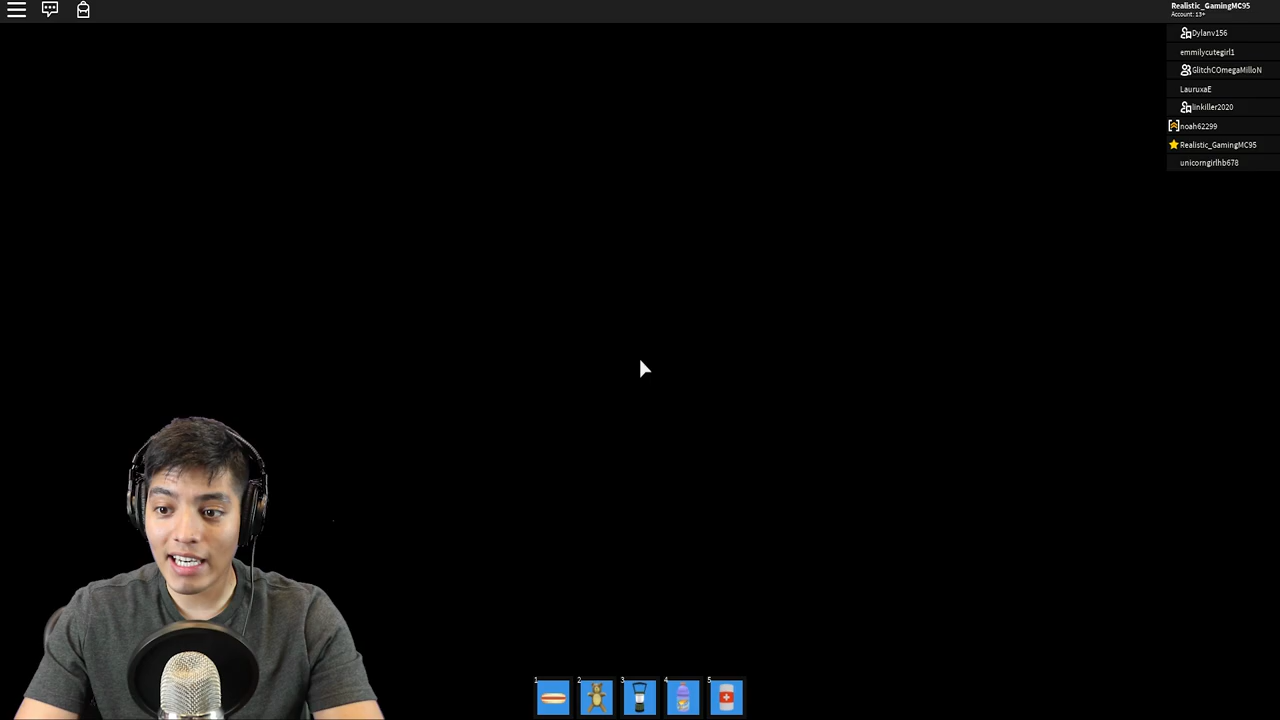 Realistic_GamingMC95
Account: 13+
Dylanv156
emmilycutegirl1
GlitchCOmegaMilloN
LauruxaE
linkiller2020
noah62299
Realistic_GamingMC95
unicorngirlhb678
1 2 3 4 5